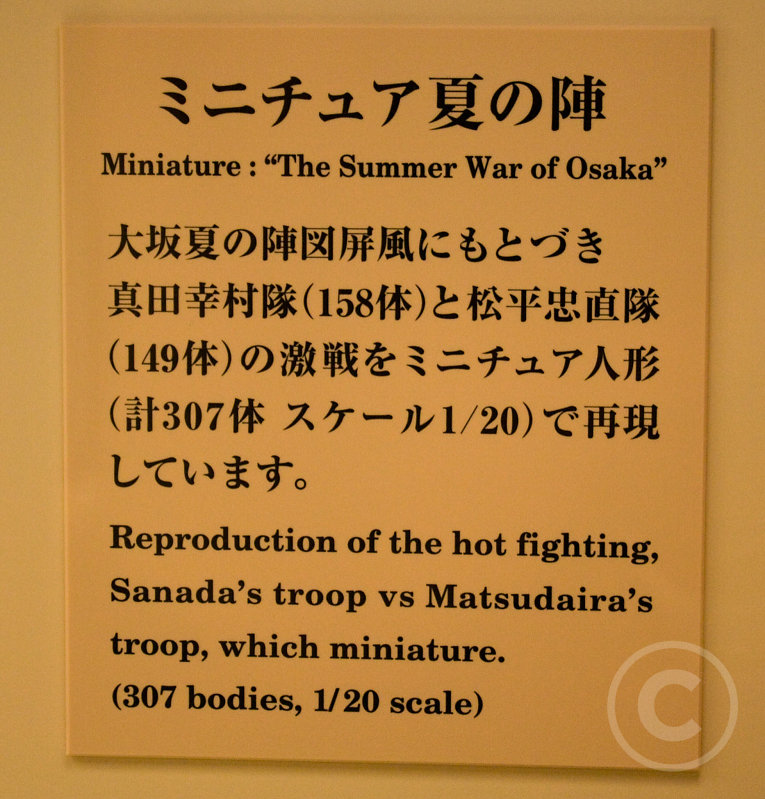 ミニチュア夏の陣
Miniature : “The Summer War of Osaka”
大坂夏の陣図屏風にもとづき
真田幸村隊(158体)と松平忠直隊
(149体)の激戦をミニチュア人形
(計307体 スケール1/20)で再現
しています。
Reproduction of the hot fighting,
Sanada’s troop vs Matsudaira’s
troop, which miniature.
(307 bodies, 1/20 scale)
©